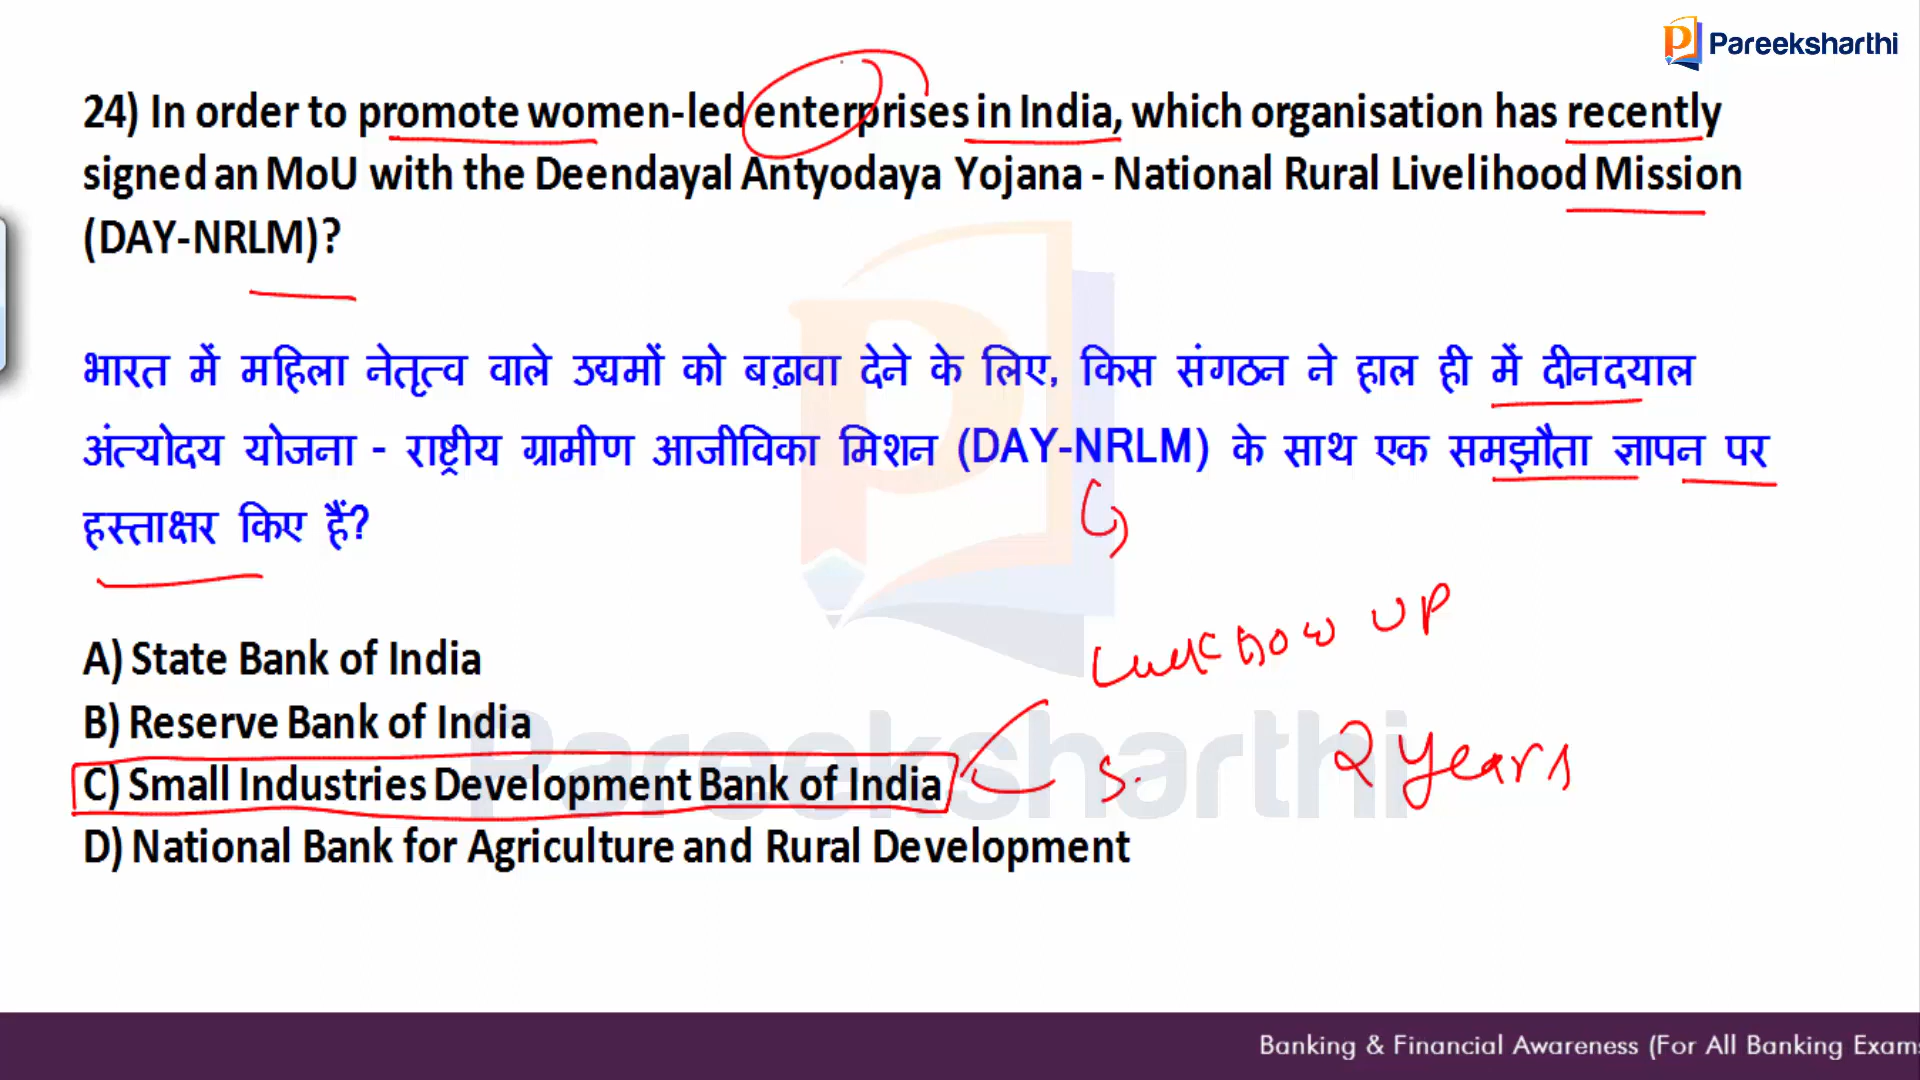 Pareeksharthi
24) In order to promote women-led enterprises in India, which organisation has recently
signed an MoU with the Deendayal Antyodaya Yojana - National Rural Livelihood Mission
(DAY-NRLM)?
भारत में महिला नेतृत्व वाले उद्यमों को बढ़ावा देने के लिए, किस संगठन ने हाल ही में दीनदयाल
अंत्योदय योजना - राष्ट्रीय ग्रामीण आजीविका मिशन (DAY-NRLM) के साथ एक समझौता ज्ञापन पर
हस्ताक्षर किए हैं?
UP
A) State Bank of India
B) Reserve Bank of India
C) Small Industries Development Bank of India
S. 2 years
D) National Bank for Agriculture and Rural Development
Pareeksharthi
Banking & Financial Awareness (For All Banking Exams